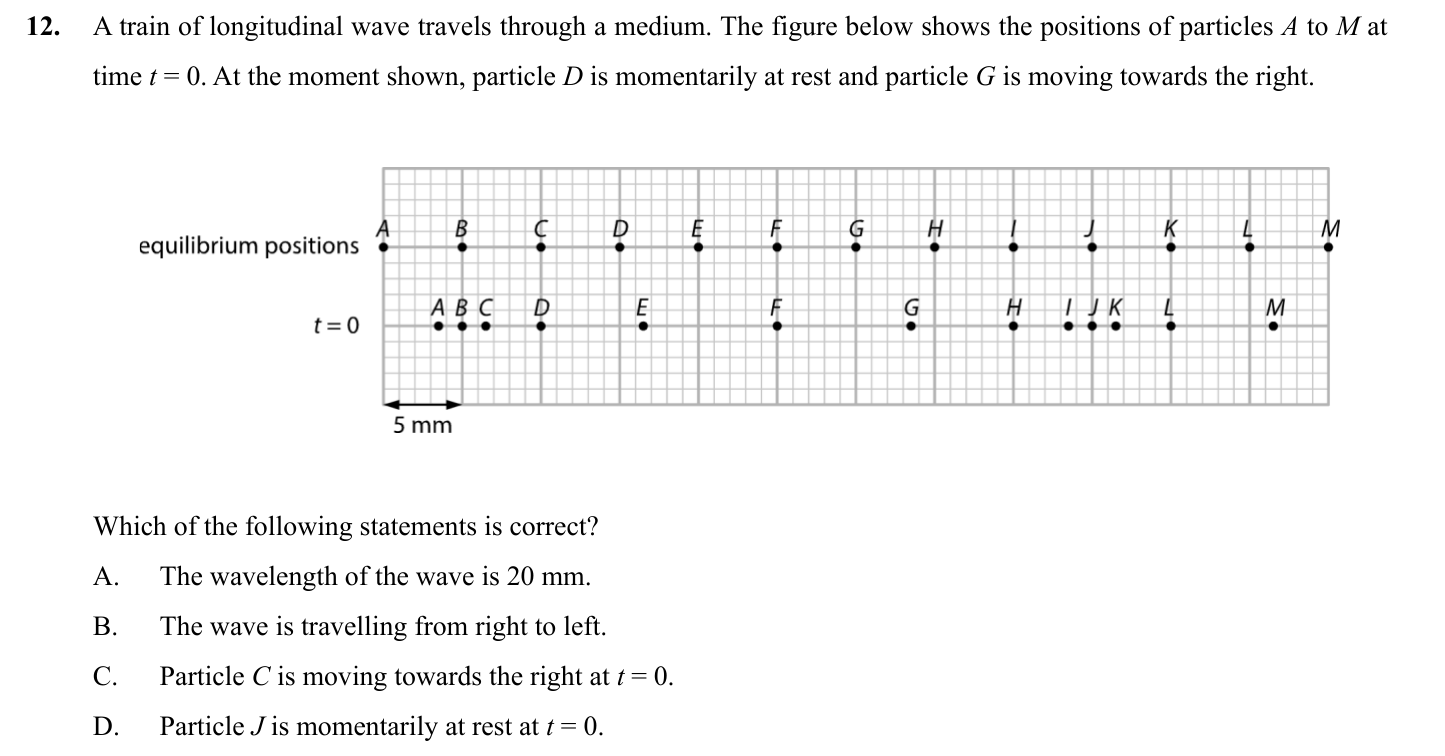 12. A train of longitudinal wave travels through a medium. The figure below shows the positions of particles A to M at
time t = 0. At the moment shown, particle D is momentarily at rest and particle G is moving towards the right.
A B C D E F G H I J K L M
equilibrium positions
A B C D E F G H I J K L M
t = 0
5 mm
Which of the following statements is correct?
A. The wavelength of the wave is 20 mm.
B. The wave is travelling from right to left.
C. Particle C is moving towards the right at t = 0.
D. Particle J is momentarily at rest at t = 0.